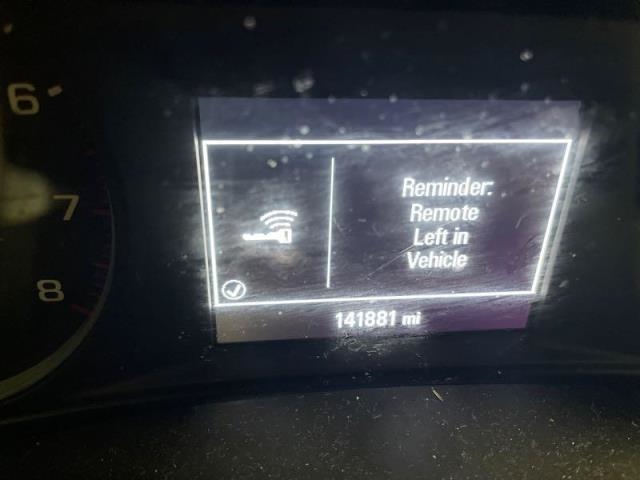 6
7
8
Reminder:
Remote
Left in
Vehicle
141881 mi